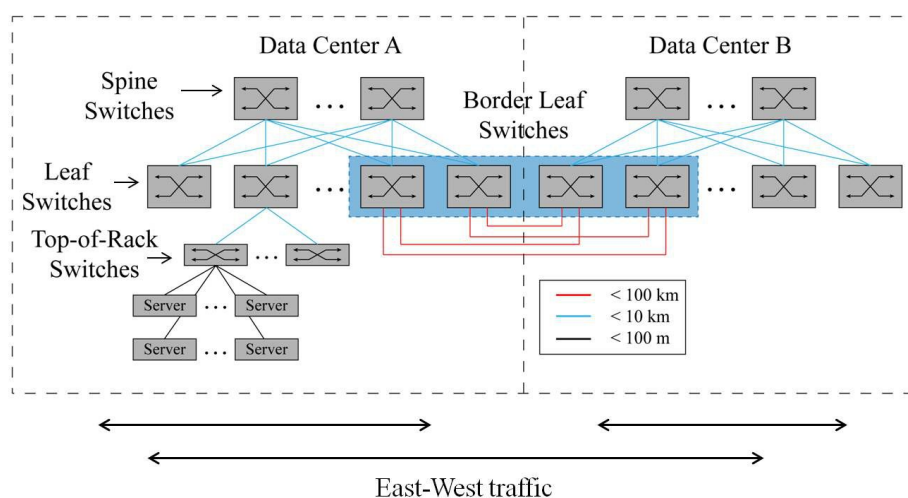 Data Center A
Data Center B
Spine
Switches
...
...
Border Leaf
Switches
Leaf
Switches
...
...
Top-of-Rack
Switches
...
Server ... Server
Server ... Server
< 100 km
< 10 km
< 100 m
East-West traffic